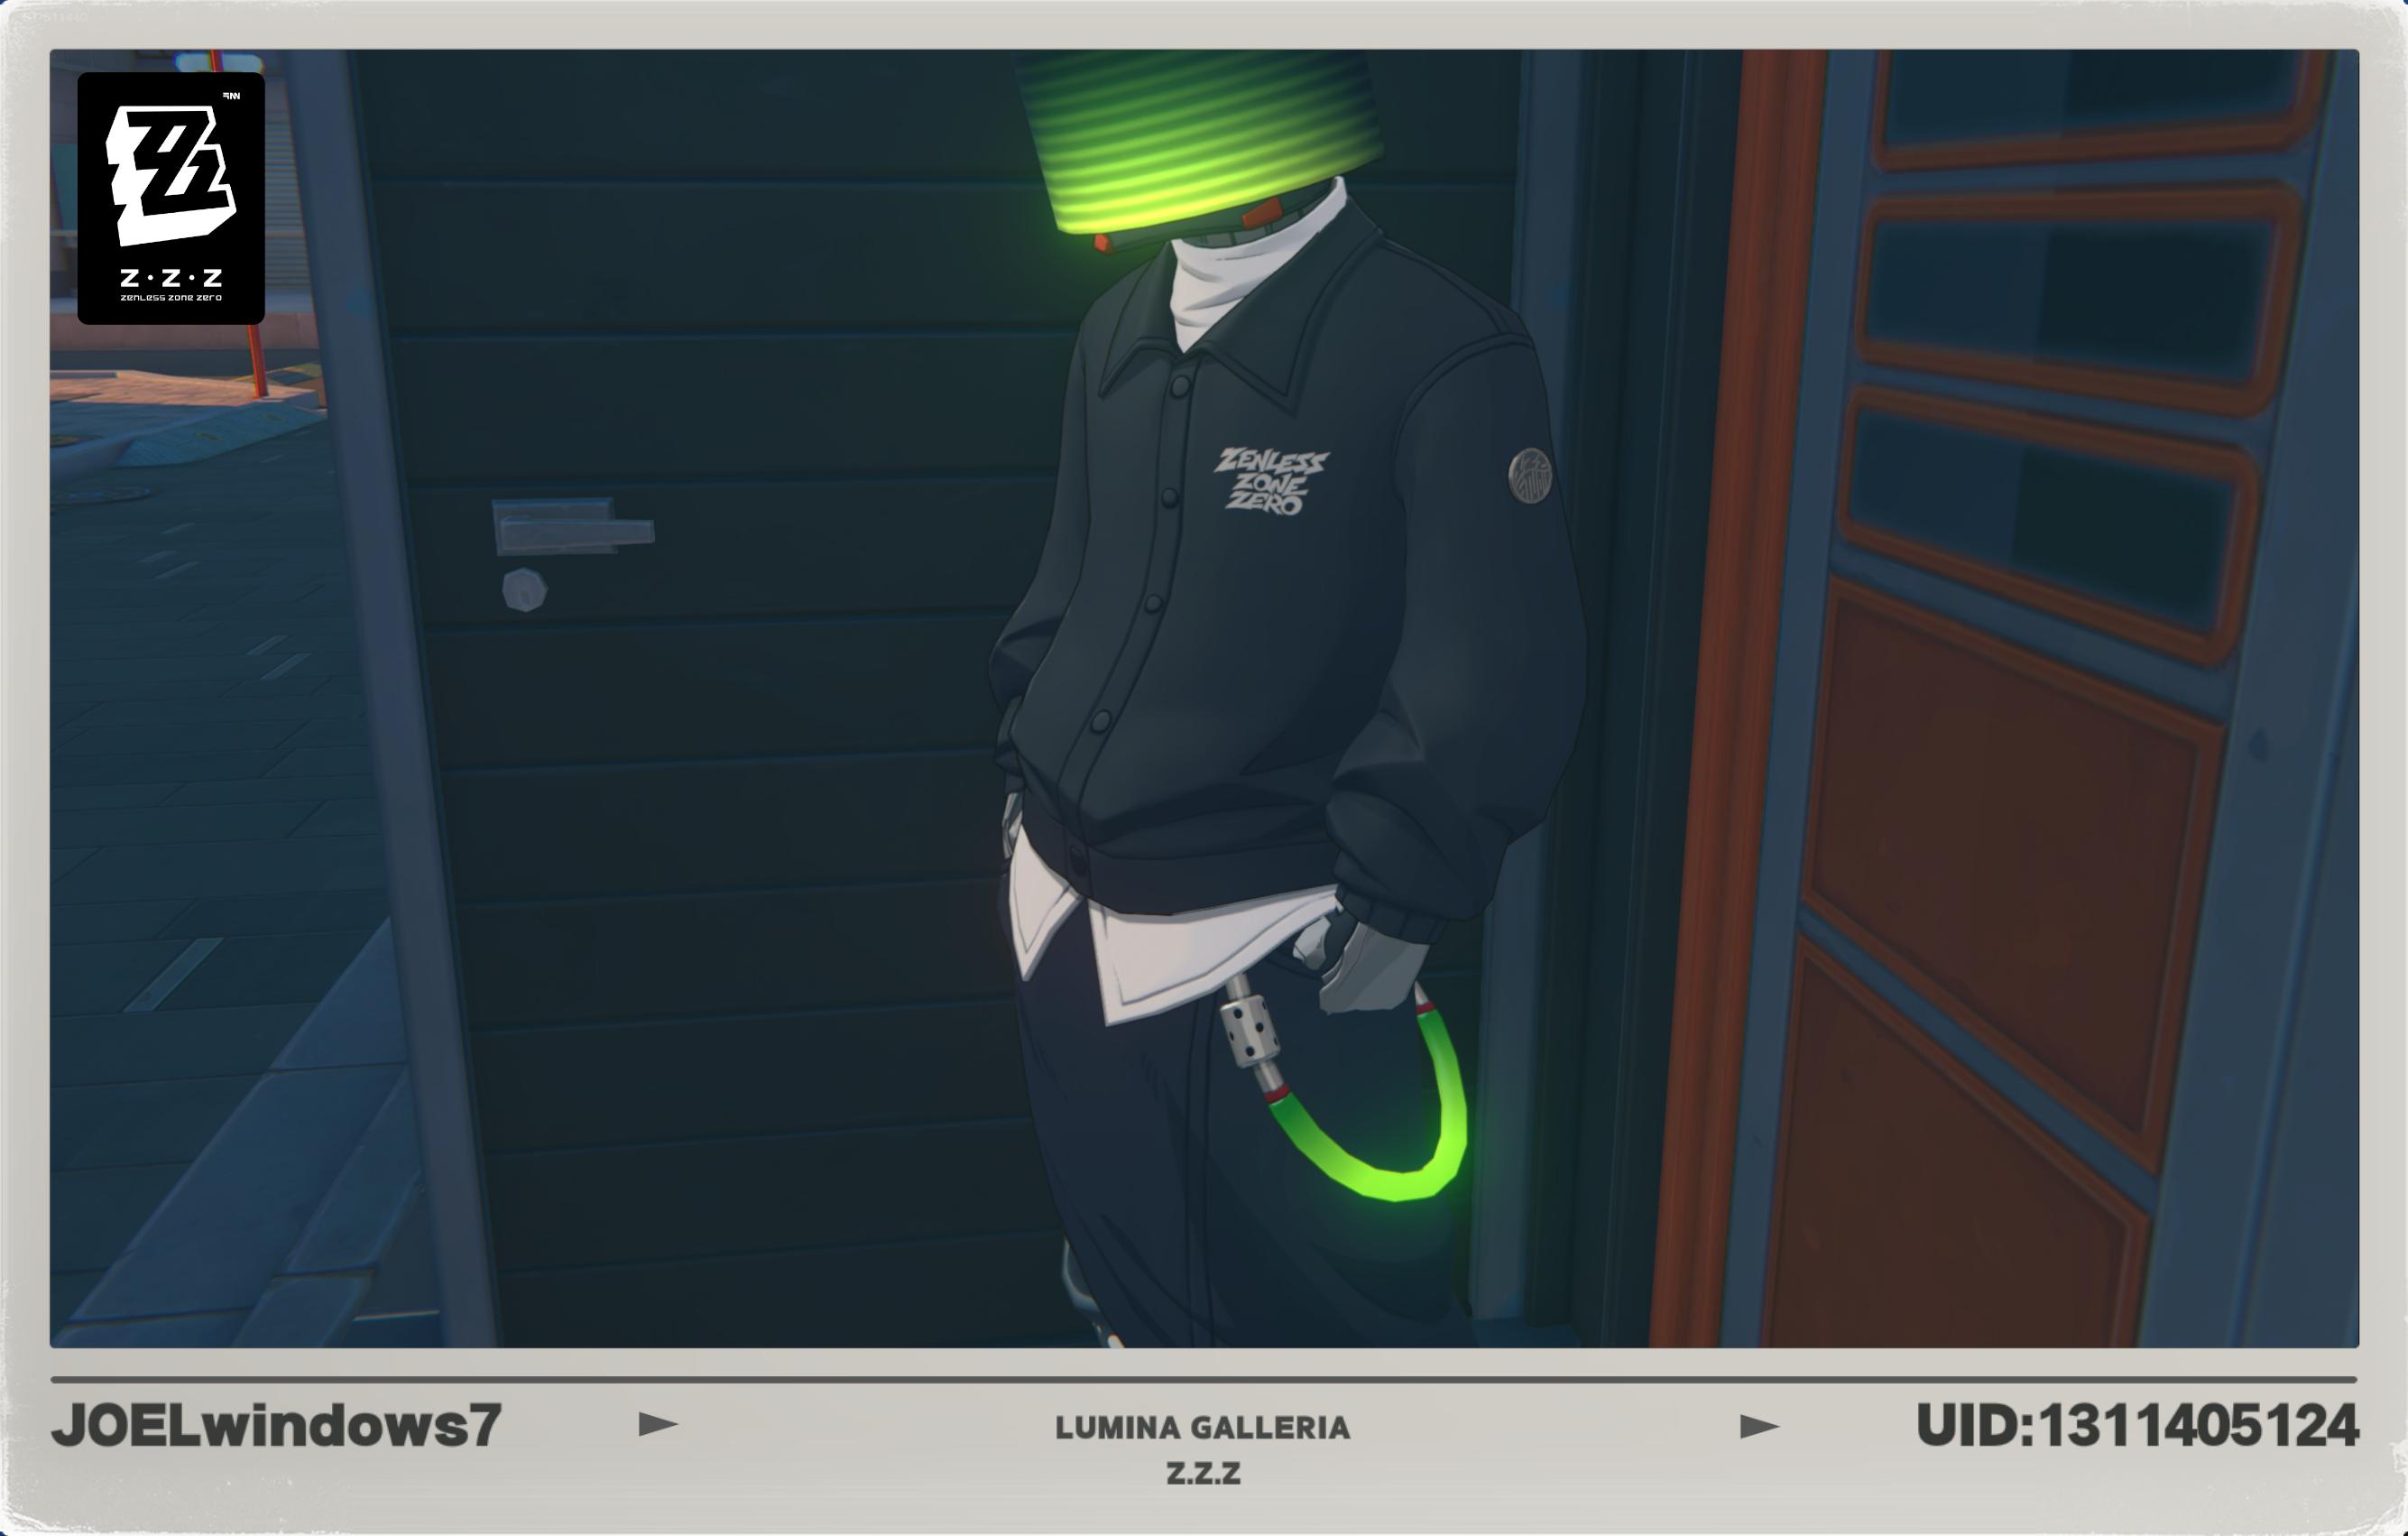 Z·Z·Z
ZENLESS ZONE ZERO
ZENLESS
ZONE
ZERO
JOELwindows7
LUMINA GALLERIA
Z.Z.Z
UID:1311405124